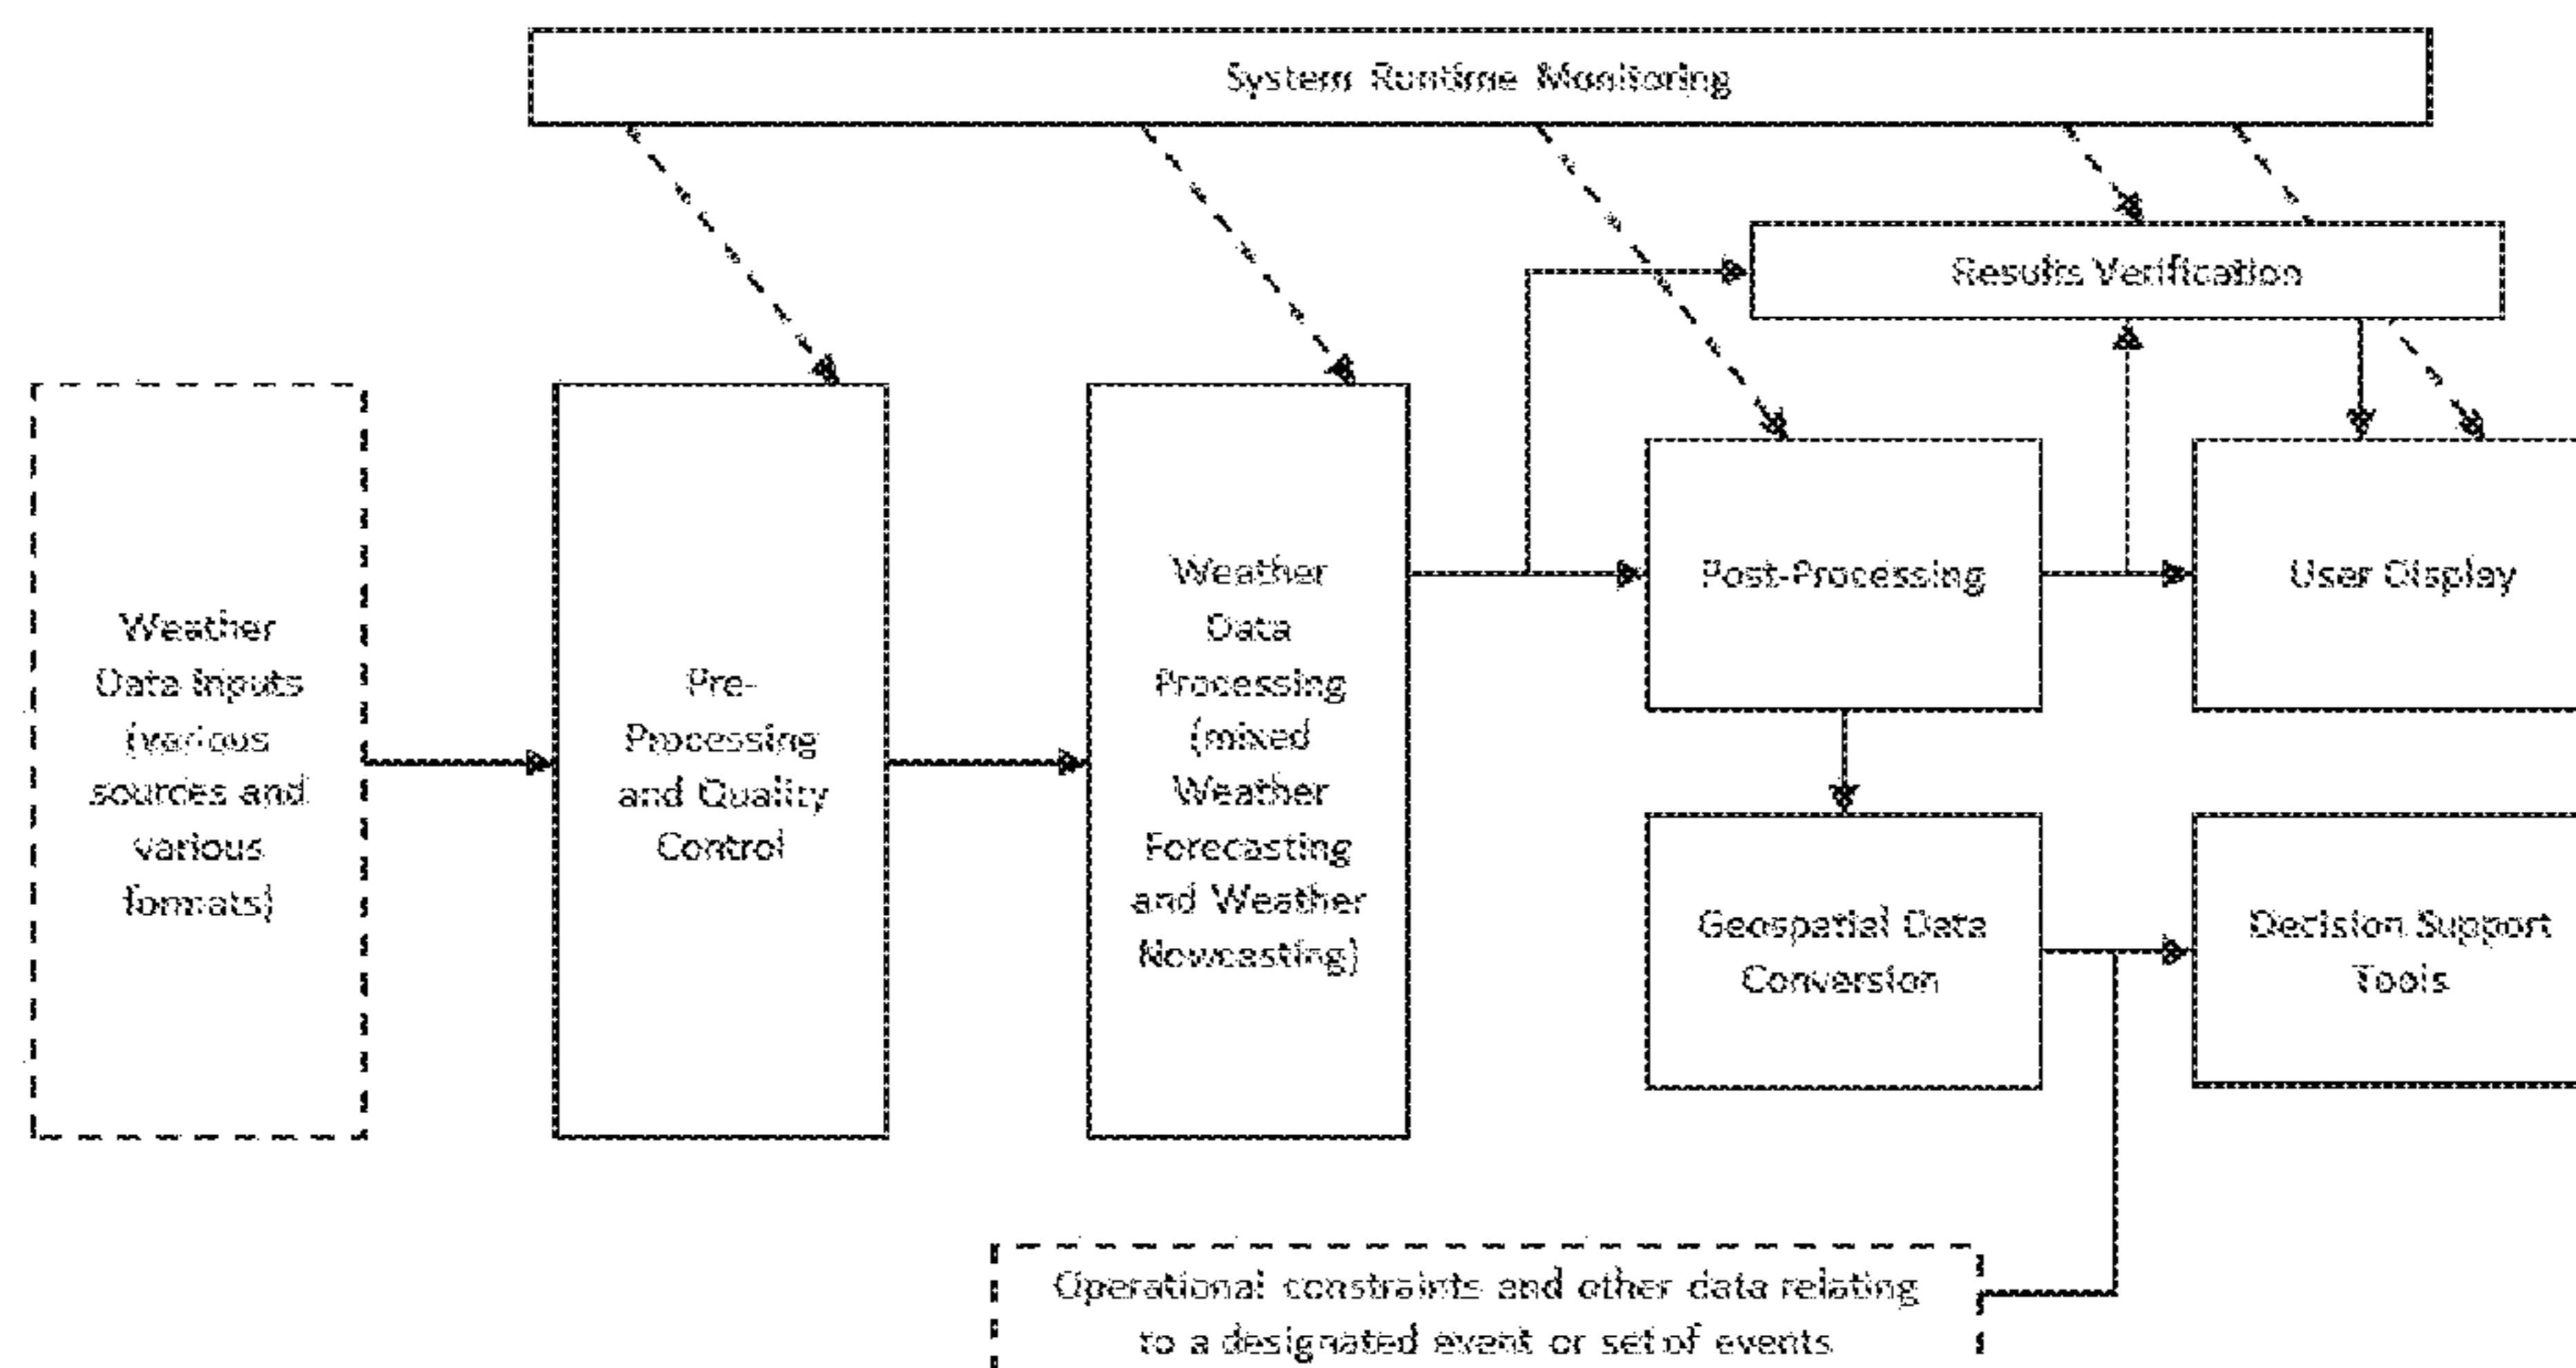 System Runtime Monitoring
Results Verification
Weather
Data Inputs
(various
sources and
various
formats)
Pre-
Processing
and Quality
Control
Weather
Data
Processing
(mixed
Weather
Forecasting
and Weather
Nowcasting)
Post-Processing
User Display
Geospatial Data
Conversion
Decision Support
Tools
Operational constraints and other data relating
to a designated event or set of events